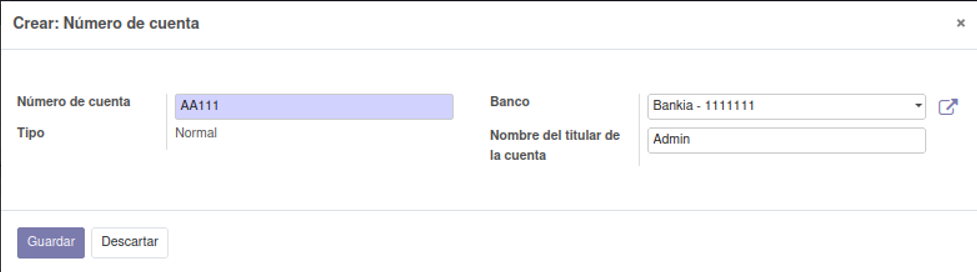 Crear: Número de cuenta
×
Número de cuenta
AA111
Banco
Bankia - 1111111
Tipo
Normal
Nombre del titular de
la cuenta
Admin
Guardar
Descartar